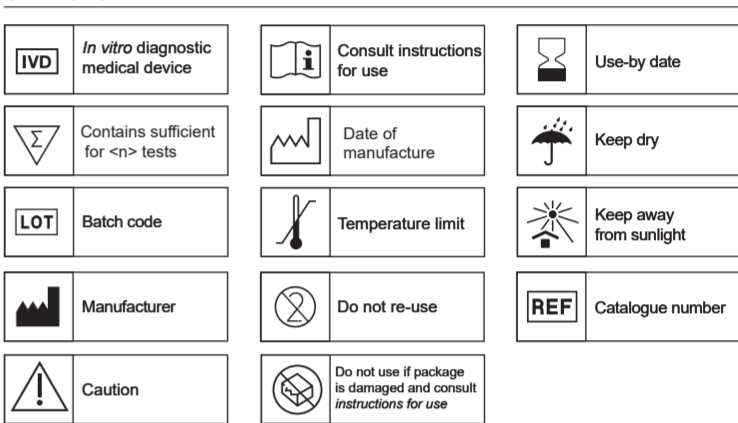 IVD
In vitro diagnostic
medical device
i
Consult instructions
for use
Use-by date
Σ
Contains sufficient
for <n> tests
Date of
manufacture
Keep dry
LOT
Batch code
Temperature limit
Keep away
from sunlight
Manufacturer
2
Do not re-use
REF
Catalogue number
!
Caution
Do not use if package
is damaged and consult
instructions for use